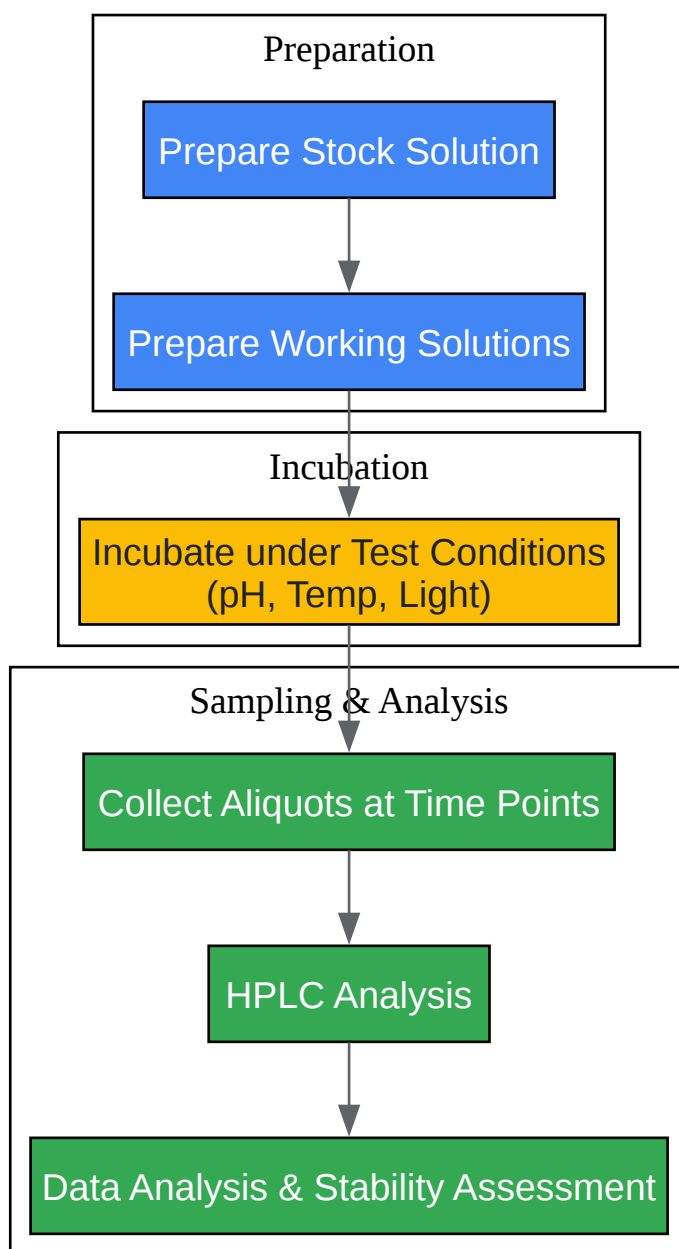 Preparation
Prepare Stock Solution
Prepare Working Solutions
Incubation
Incubate under Test Conditions
(pH, Temp, Light)
Sampling & Analysis
Collect Aliquots at Time Points
HPLC Analysis
Data Analysis & Stability Assessment